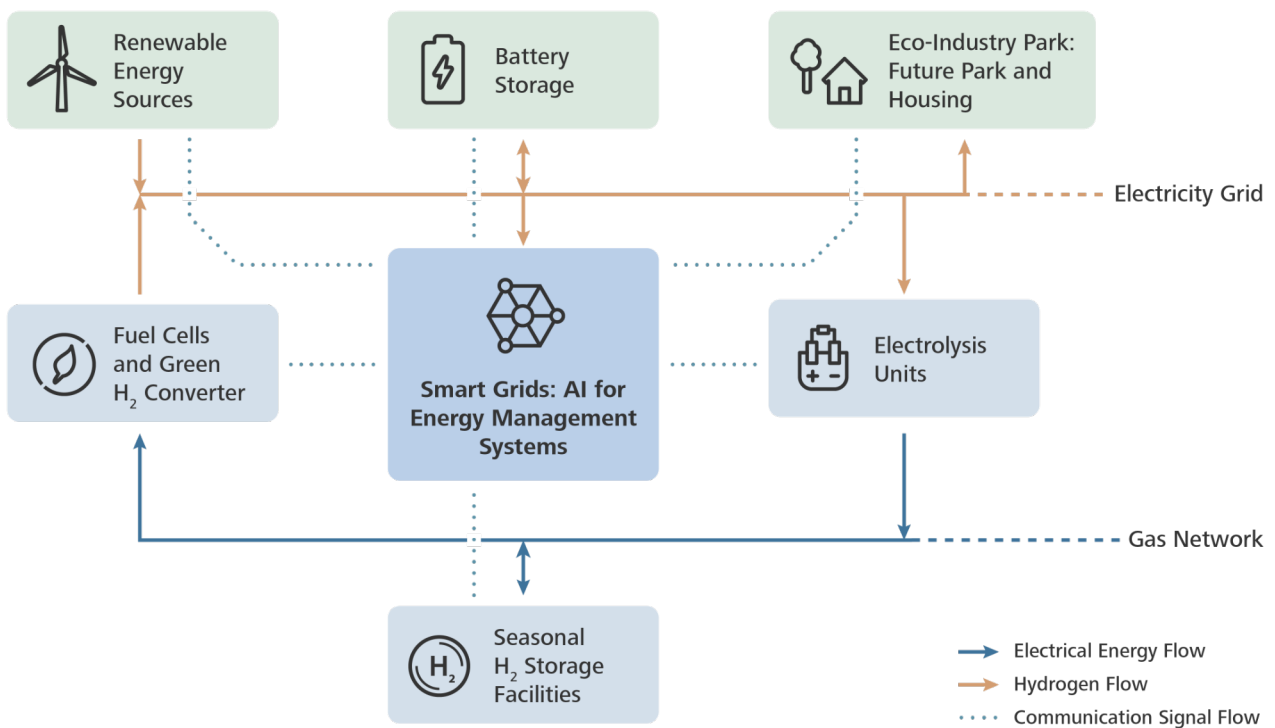 Renewable
Energy
Sources
Battery
Storage
Eco-Industry Park:
Future Park and
Housing
Electricity Grid
Fuel Cells
and Green
H₂ Converter
Smart Grids: AI for
Energy Management
Systems
+ −
Electrolysis
Units
Gas Network
H₂
Seasonal
H₂ Storage
Facilities
Electrical Energy Flow
Hydrogen Flow
Communication Signal Flow